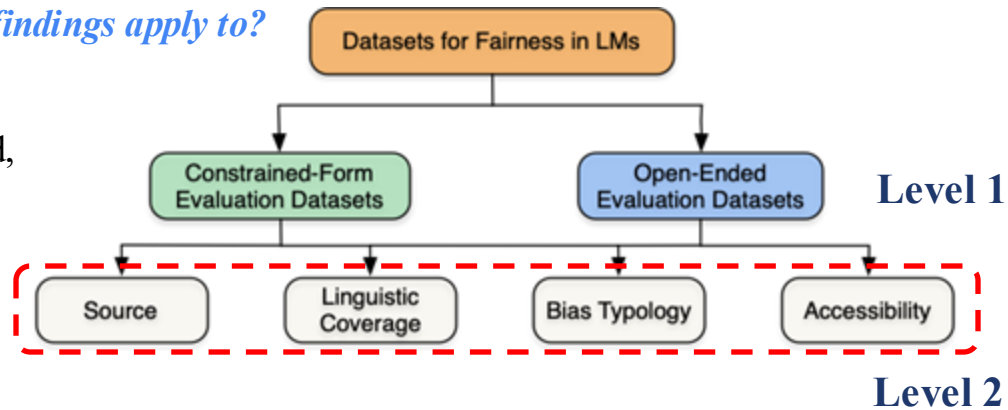 findings apply to?
Datasets for Fairness in LMs
Constrained-Form
Evaluation Datasets
Open-Ended
Evaluation Datasets
Level 1
Source
Linguistic
Coverage
Bias Typology
Accessibility
Level 2